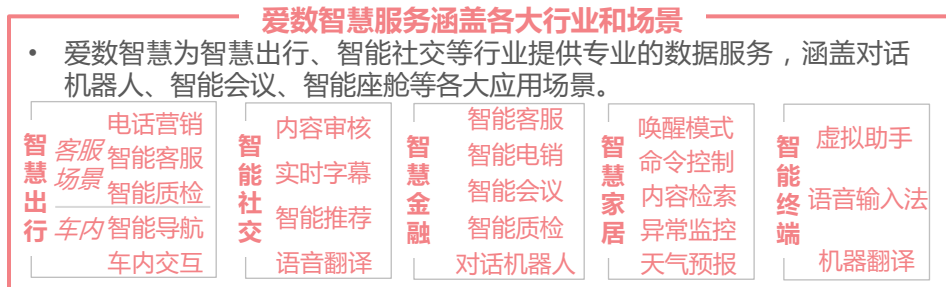 爱数智慧服务涵盖各大行业和场景
• 爱数智慧为智慧出行、智能社交等行业提供专业的数据服务，涵盖对话
机器人、智能会议、智能座舱等各大应用场景。
智慧出行
客服场景
电话营销
智能客服
智能质检
车内
智能导航
车内交互
智能社交
内容审核
实时字幕
智能推荐
语音翻译
智慧金融
智能客服
智能电销
智能会议
智能质检
对话机器人
智慧家居
唤醒模式
命令控制
内容检索
异常监控
天气预报
智能终端
虚拟助手
语音输入法
机器翻译